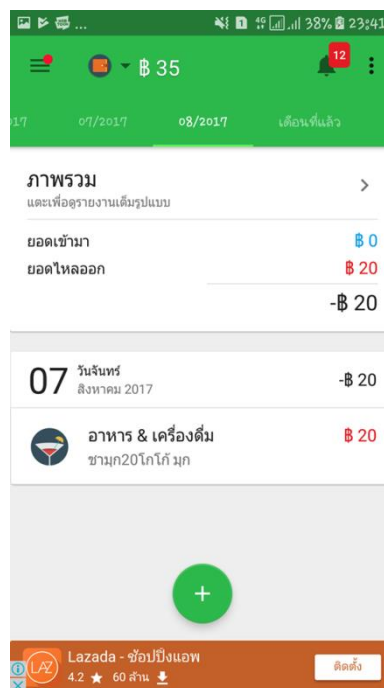 38% 23:41
฿ 35
12
017 07/2017 08/2017 เดือนที่แล้ว
ภาพรวม
แตะเพื่อดูรายงานเต็มรูปแบบ
ยอดเข้ามา ฿ 0
ยอดไหลออก ฿ 20
-฿ 20
07 วันจันทร์ -฿ 20
สิงหาคม 2017
อาหาร & เครื่องดื่ม ฿ 20
ชามุก20โกโก้ มุก
+
LAZ Lazada - ช้อปปิ้งแอพ
4.2 ★ 60 ล้าน ติดตั้ง